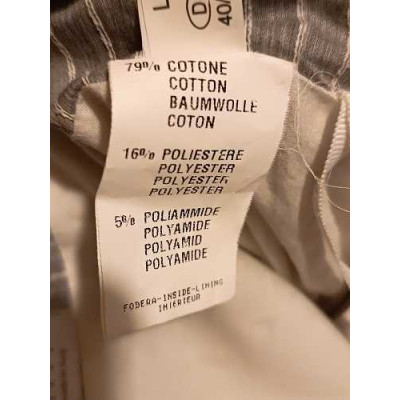 L
D
40/
79% COTONE
COTTON
BAUMWOLLE
COTON
16% POLIESTERE
POLYESTER
POLYESTER
POLYESTER
5% POLIAMMIDE
POLYAMIDE
POLYAMID
POLYAMIDE
FODERA-INSIDE-LINING
INTERIEUR